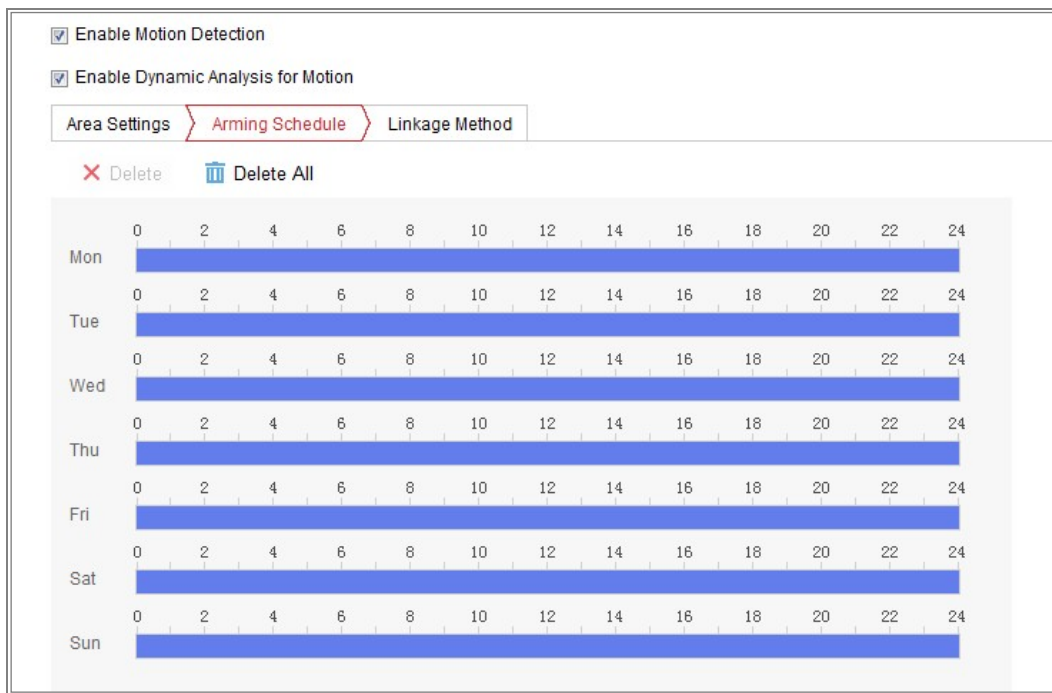 Enable Motion Detection
Enable Dynamic Analysis for Motion
Area Settings Arming Schedule Linkage Method
Delete Delete All
0 2 4 6 8 10 12 14 16 18 20 22 24
Mon
0 2 4 6 8 10 12 14 16 18 20 22 24
Tue
0 2 4 6 8 10 12 14 16 18 20 22 24
Wed
0 2 4 6 8 10 12 14 16 18 20 22 24
Thu
0 2 4 6 8 10 12 14 16 18 20 22 24
Fri
0 2 4 6 8 10 12 14 16 18 20 22 24
Sat
0 2 4 6 8 10 12 14 16 18 20 22 24
Sun